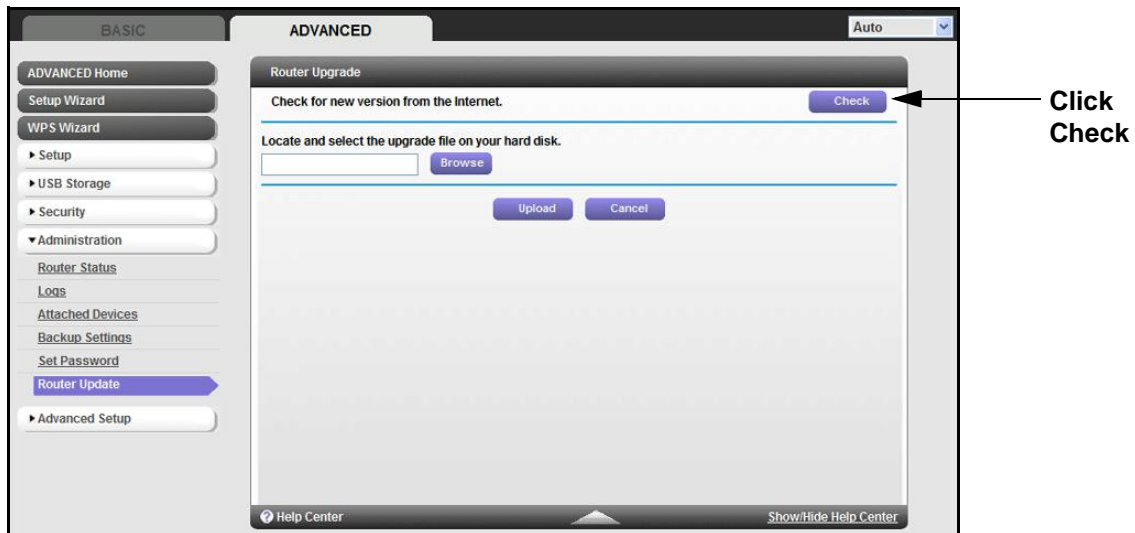 BASIC
ADVANCED
Auto
ADVANCED Home
Setup Wizard
WPS Wizard
Setup
USB Storage
Security
Administration
Router Status
Logs
Attached Devices
Backup Settings
Set Password
Router Update
Advanced Setup
Router Upgrade
Check for new version from the Internet.
Check
Locate and select the upgrade file on your hard disk.
Browse
Upload
Cancel
Help Center
Show/Hide Help Center
Click
Check